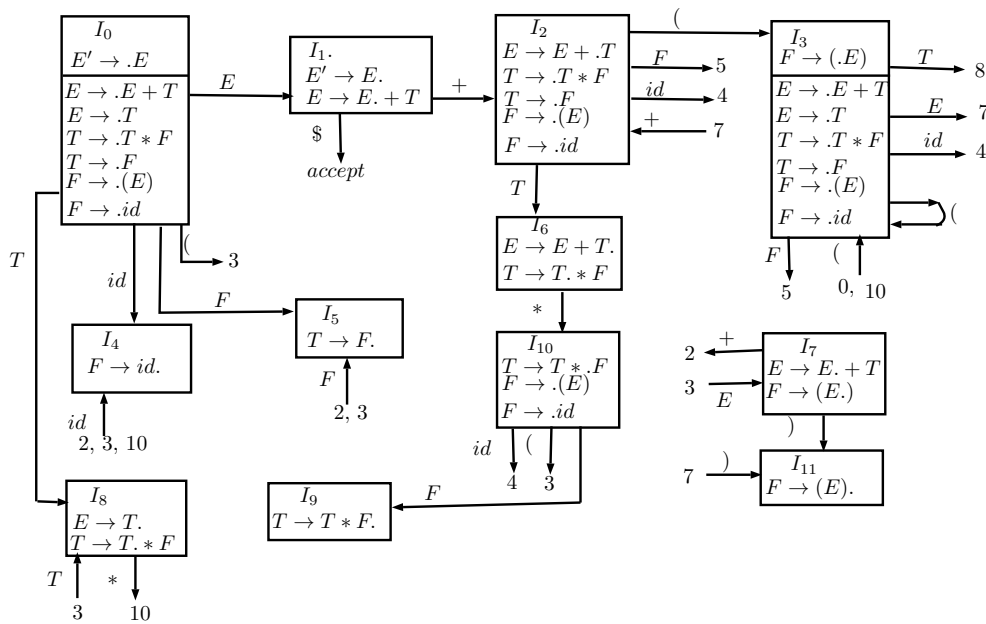 I₀
E' → .E
E → .E + T
E → .T
T → .T * F
T → .F
F → .(E)
F → .id
E
I₁.
E' → E.
E → E. + T
$
accept
+
I₂
E → E + .T
T → .T * F
T → .F
F → .(E)
F → .id
(
F
5
id
4
+
7
T
I₃
F → (.E)
E → .E + T
E → .T
T → .T * F
T → .F
F → .(E)
F → .id
T
8
E
7
id
4
(
F
5
(
0, 10
T
id
(
3
F
I₄
F → id.
id
2, 3, 10
I₅
T → F.
F
2, 3
I₆
E → E + T.
T → T. * F
*
I₁₀
T → T * .F
F → .(E)
F → .id
id
4
(
3
F
I₇
E → E. + T
F → (E.)
2
+
3
E
)
7
)
I₁₁
F → (E).
I₈
E → T.
T → T. * F
T
3
*
10
I₉
T → T * F.